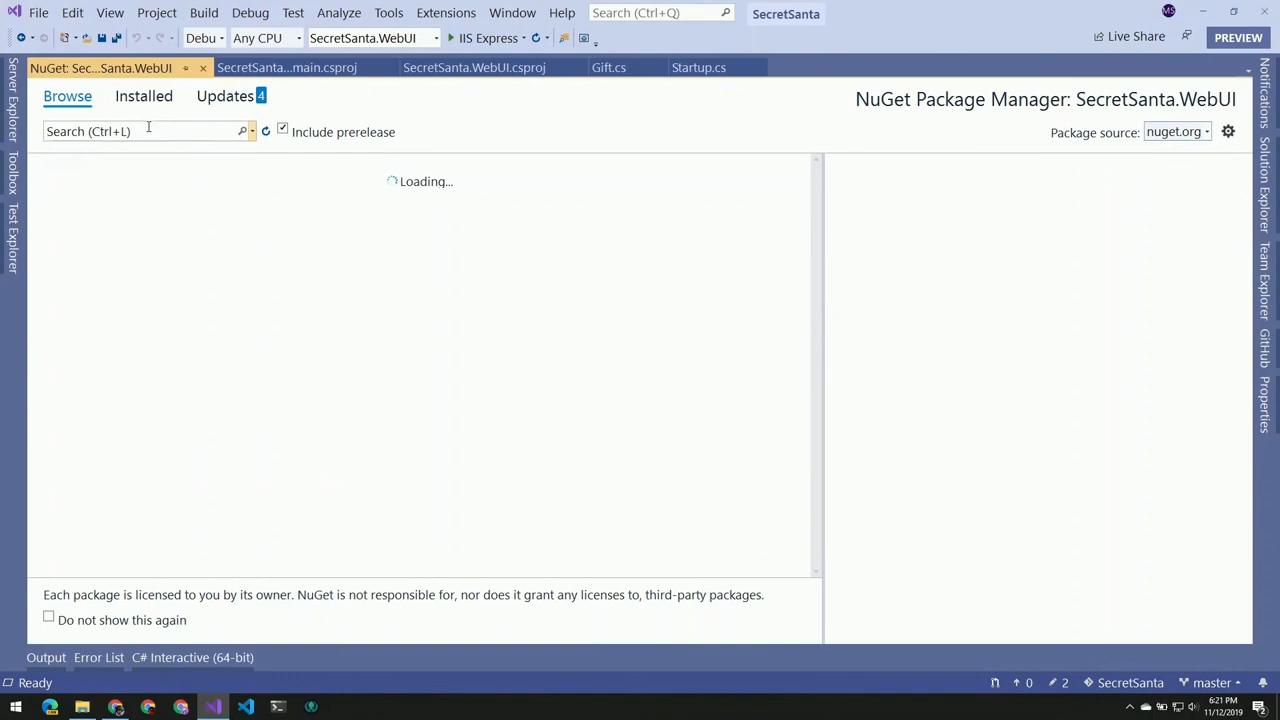 File Edit View Project Build Debug Test Analyze Tools Extensions Window Help Search (Ctrl+Q) SecretSanta MS
Debug Any CPU SecretSanta.WebUI IIS Express Live Share PREVIEW
NuGet: Sec...Santa.WebUI SecretSanta...main.csproj SecretSanta.WebUI.csproj Gift.cs Startup.cs
Browse Installed Updates 4
NuGet Package Manager: SecretSanta.WebUI
Search (Ctrl+L) Include prerelease
Package source: nuget.org
Loading...
Server Explorer
Toolbox
Test Explorer
Notifications
Solution Explorer
Team Explorer
GitHub
Properties
Each package is licensed to you by its owner. NuGet is not responsible for, nor does it grant any licenses to, third-party packages.
Do not show this again
Output Error List C# Interactive (64-bit)
Ready 0 2 SecretSanta master
6:21 PM
11/12/2019
2